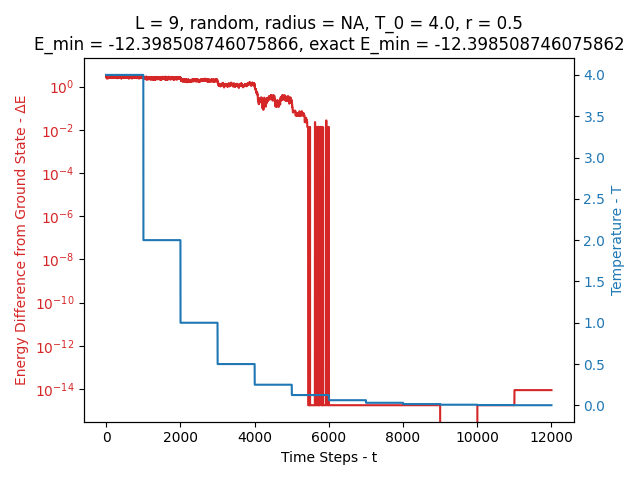 L = 9, random, radius = NA, T_0 = 4.0, r = 0.5
E_min = -12.398508746075866, exact E_min = -12.398508746075862
Energy Difference from Ground State - ΔE
10⁰
10⁻²
10⁻⁴
10⁻⁶
10⁻⁸
10⁻¹⁰
10⁻¹²
10⁻¹⁴
4.0
3.5
3.0
2.5
2.0
1.5
1.0
0.5
0.0
Temperature - T
0 2000 4000 6000 8000 10000 12000
Time Steps - t